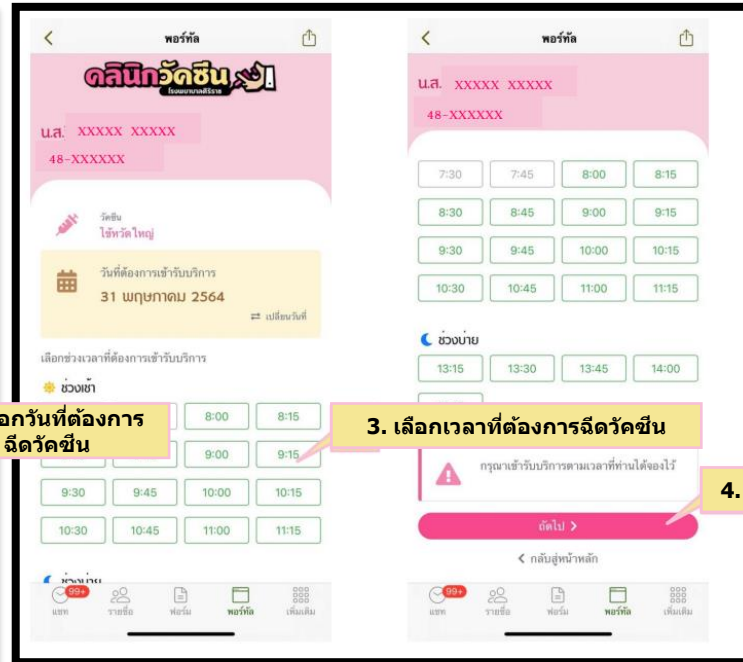 พอร์ทัล
คลินิกวัคซีน
โรงพยาบาลศิริราช
น.ส. XXXXX XXXXX
48-XXXXXX
วัคซีน
ไข้หวัดใหญ่
วันที่ต้องการเข้ารับบริการ
31 พฤษภาคม 2564
เปลี่ยนวันที่
เลือกช่วงเวลาที่ต้องการเข้ารับบริการ
ช่วงเช้า
8:00 8:15
9:00 9:15
9:30 9:45 10:00 10:15
10:30 10:45 11:00 11:15
ช่วงบ่าย
99+
แชท รายชื่อ ฟอร์ม พอร์ทัล เพิ่มเติม
อกวันที่ต้องการ
ฉีดวัคซีน
3. เลือกเวลาที่ต้องการฉีดวัคซีน
พอร์ทัล
น.ส. XXXXX XXXXX
48-XXXXXX
7:30 7:45 8:00 8:15
8:30 8:45 9:00 9:15
9:30 9:45 10:00 10:15
10:30 10:45 11:00 11:15
ช่วงบ่าย
13:15 13:30 13:45 14:00
กรุณาเข้ารับบริการตามเวลาที่ท่านได้จองไว้
4.
ถัดไป
กลับสู่หน้าหลัก
99+
แชท รายชื่อ ฟอร์ม พอร์ทัล เพิ่มเติม